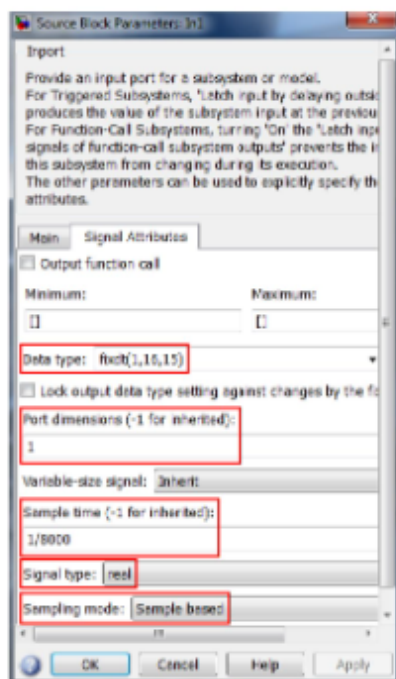 Source Block Parameters: In1
Inport
Provide an input port for a subsystem or model.
For Triggered Subsystems, 'Latch input by delaying outsid
produces the value of the subsystem input at the previou
For Function-Call Subsystems, turning 'On' the 'Latch inpu
signals of function-call subsystem outputs' prevents the in
this subsystem from changing during its execution.
The other parameters can be used to explicitly specify th
attributes.
Main Signal Attributes
Output function call
Minimum: Maximum:
[] []
Data type: fixdt(1,16,15)
Lock output data type setting against changes by the fo
Port dimensions (-1 for inherited):
1
Variable-size signal: Inherit
Sample time (-1 for inherited):
1/8000
Signal type: real
Sampling mode: Sample based
OK Cancel Help Apply